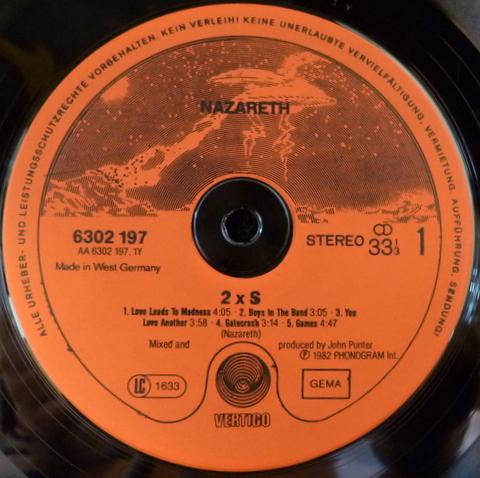 ALLE URHEBER- UND LEISTUNGSSCHUTZRECHTE VORBEHALTEN. KEIN VERLEIH! KEINE UNERLAUBTE VERVIELFÄLTIGUNG, VERMIETUNG, AUFFÜHRUNG, SENDUNG!
NAZARETH
6302 197
AA 6302 197. 1Y
Made in West Germany
STEREO 33 1/3 1
2 x S
1. Love Leads To Madness 4:05 · 2. Boys In The Band 3:05 · 3. You
Love Another 3:58 · 4. Gatecrash 3:14 · 5. Games 4:47
(Nazareth)
Mixed and produced by John Punter
℗ 1982 PHONOGRAM Int.
LC 1633
GEMA
VERTIGO